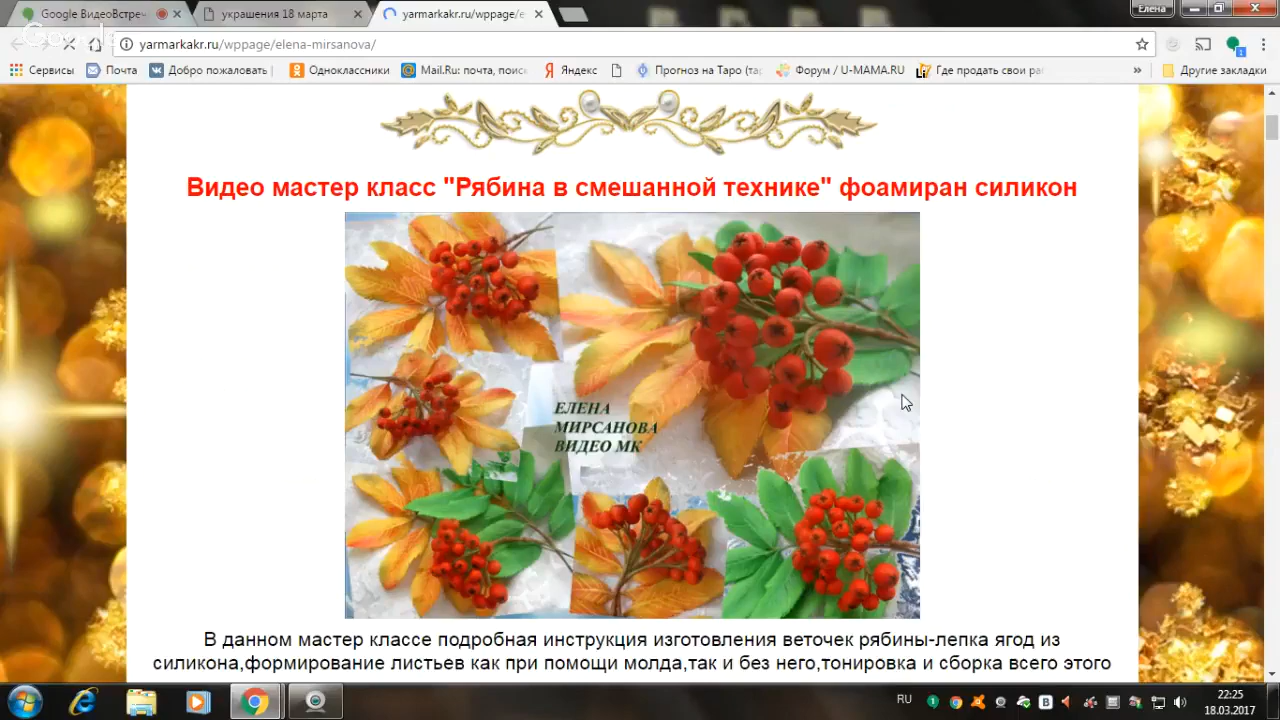 Google ВидеоВстреч
украшения 18 марта
yarmarkakr.ru/wppage/e
Елена
Google
yarmarkakr.ru/wppage/elena-mirsanova/
Сервисы
Почта
Добро пожаловать
Одноклассники
Mail.Ru: почта, поиск
Яндекс
Прогноз на Таро (та
Форум / U-MAMA.RU
Где продать свои ра
»
Другие закладки
Видео мастер класс "Рябина в смешанной технике" фоамиран силикон
ЕЛЕНА
МИРСАНОВА
ВИДЕО МК
В данном мастер классе подробная инструкция изготовления веточек рябины-лепка ягод из
силикона,формирование листьев как при помощи молда,так и без него,тонировка и сборка всего этого
RU
22:25
18.03.2017